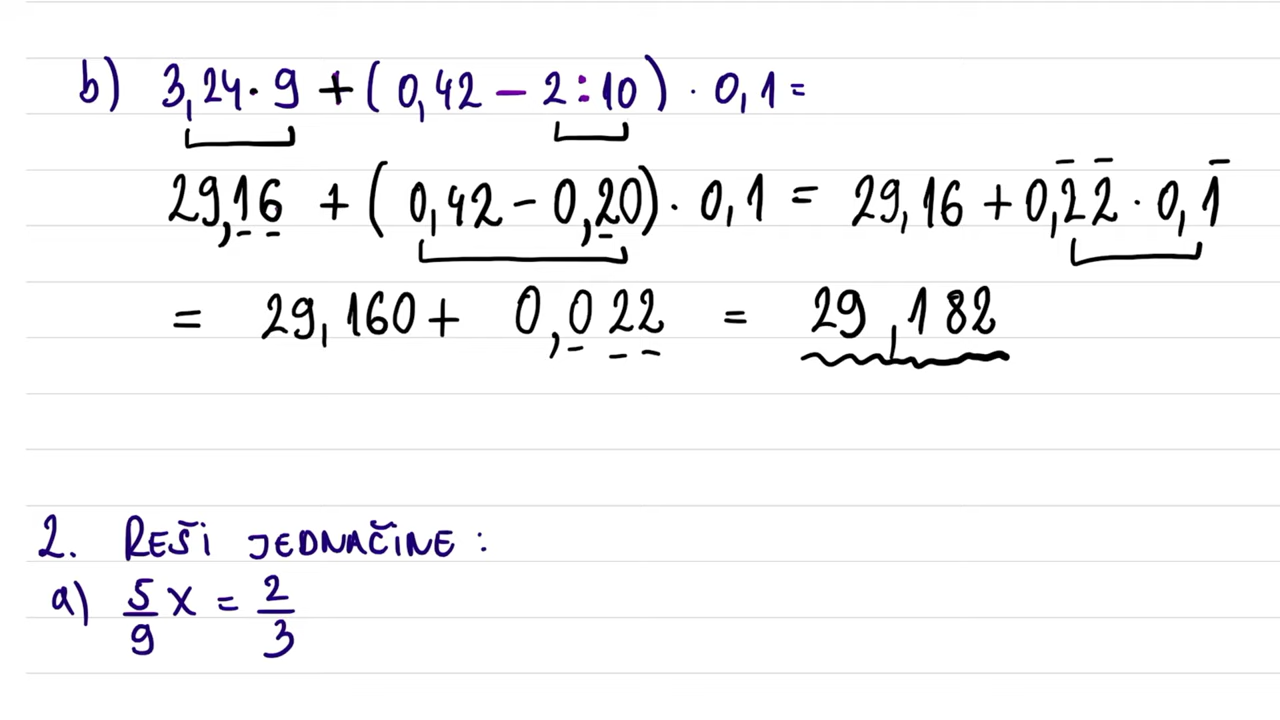 b) 3,24 · 9 + (0,42 − 2 : 10) · 0,1 =
29,16 + (0,42 − 0,20) · 0,1 = 29,16 + 0,22 · 0,1
= 29,160 + 0,022 = 29,182
2. REŠI JEDNAČINE :
a) 5/9 x = 2/3